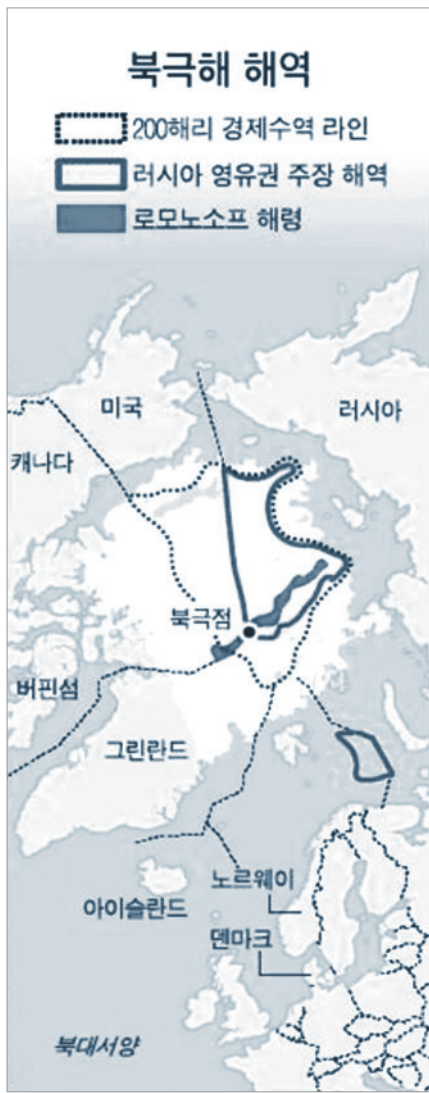 북극해 해역
200해리 경제수역 라인
러시아 영유권 주장 해역
로모노소프 해령
미국
러시아
캐나다
북극점
버핀섬
그린란드
노르웨이
아이슬란드
덴마크
북대서양